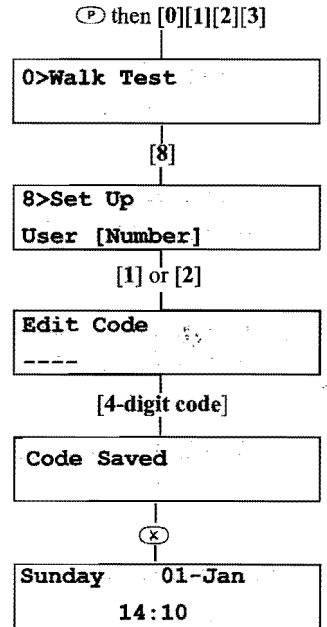 Ⓟ then [0][1][2][3]
0>Walk Test
[8]
8>Set Up
User [Number]
[1] or [2]
Edit Code
----
[4-digit code]
Code Saved
ⓧ
Sunday 01-Jan
14:10